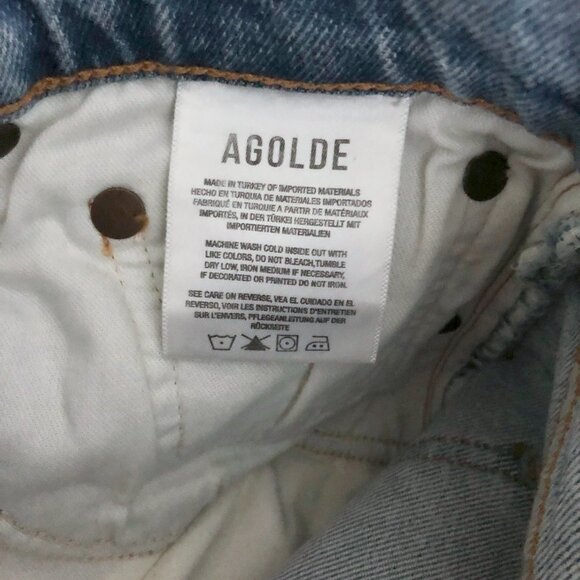 AGOLDE
MADE IN TURKEY OF IMPORTED MATERIALS
HECHO EN TURQUIA DE MATERIALES IMPORTADOS
FABRIQUÉ EN TURQUIE A PARTIR DE MATÉRIAUX
IMPORTÉS, IN DER TÜRKEI HERGESTELLT MIT
IMPORTIERTEN MATERIALIEN
MACHINE WASH COLD INSIDE OUT WITH
LIKE COLORS, DO NOT BLEACH,TUMBLE
DRY LOW, IRON MEDIUM IF NECESSARY,
IF DECORATED OR PRINTED DO NOT IRON.
SEE CARE ON REVERSE, VEA EL CUIDADO EN EL
REVERSO, VOIR LES INSTRUCTIONS D'ENTRETIEN
SUR L'ENVERS, PFLEGEANLEITUNG AUF DER
RÜCKSEITE